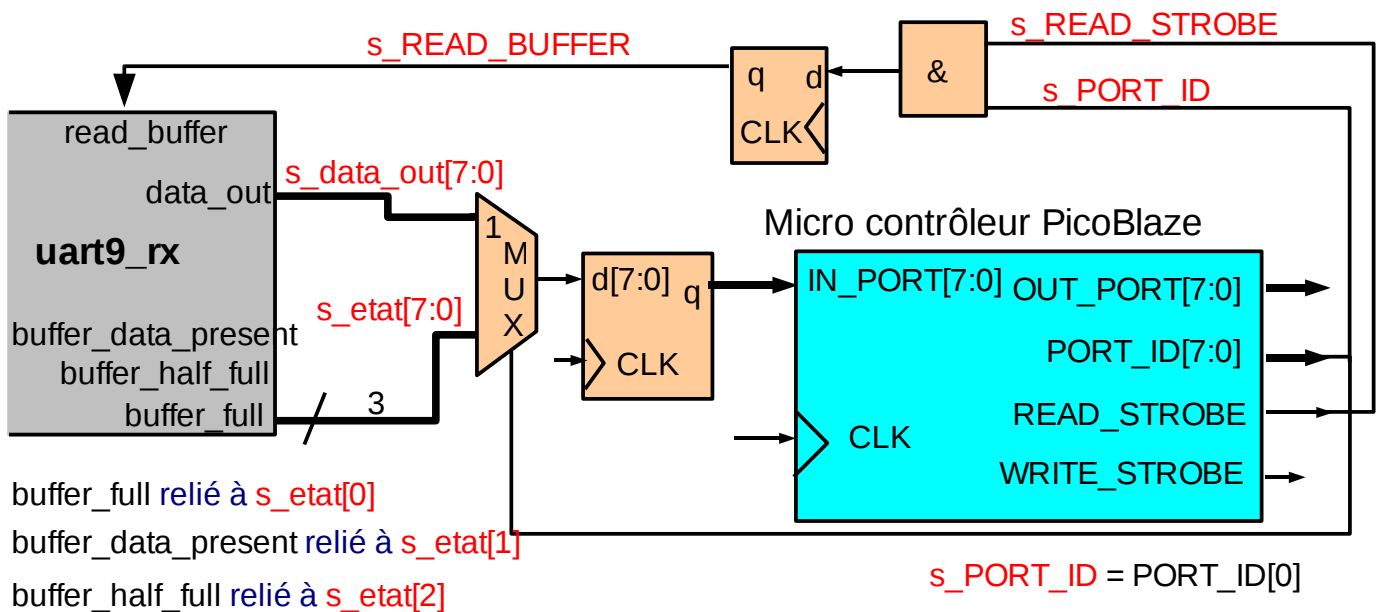 s_READ_STROBE
s_READ_BUFFER
q d
&
s_PORT_ID
CLK
read_buffer
s_data_out[7:0]
data_out
1
MUX
Micro contrôleur PicoBlaze
uart9_rx
d[7:0] q
IN_PORT[7:0] OUT_PORT[7:0]
s_etat[7:0]
buffer_data_present
PORT_ID[7:0]
buffer_half_full
CLK
3
buffer_full
READ_STROBE
CLK
WRITE_STROBE
buffer_full relié à s_etat[0]
buffer_data_present relié à s_etat[1]
s_PORT_ID = PORT_ID[0]
buffer_half_full relié à s_etat[2]